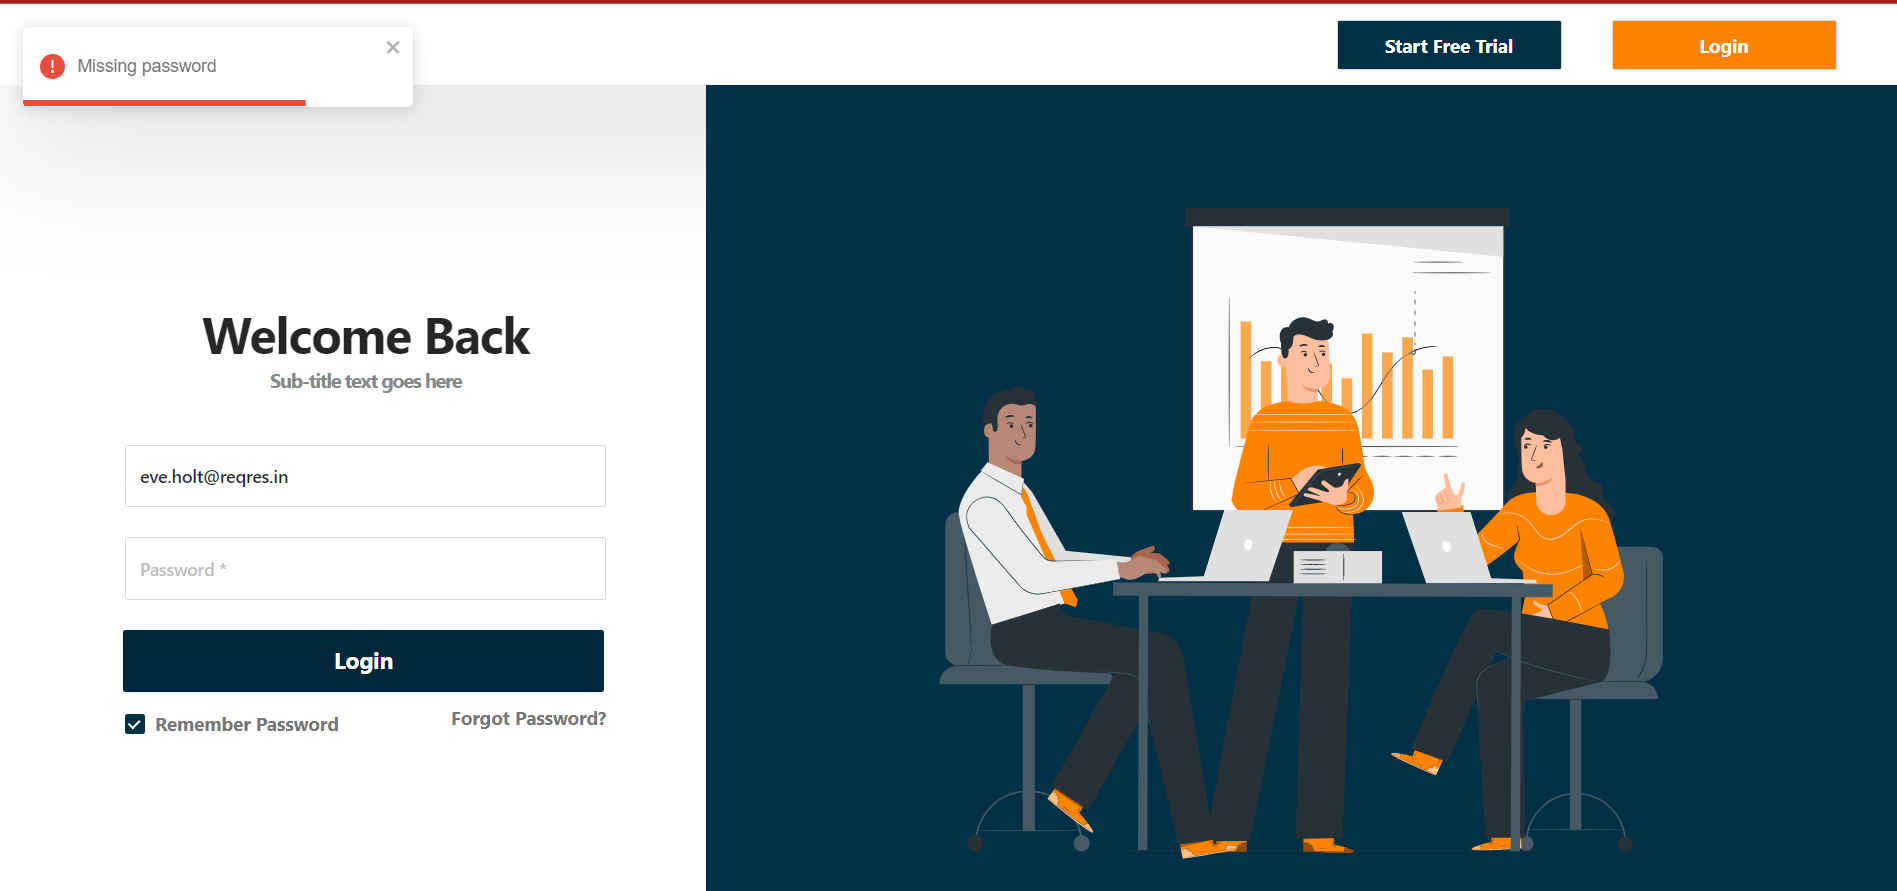 Missing password
Start Free Trial
Login
Welcome Back
Sub-title text goes here
eve.holt@reqres.in
Password *
Login
Remember Password
Forgot Password?